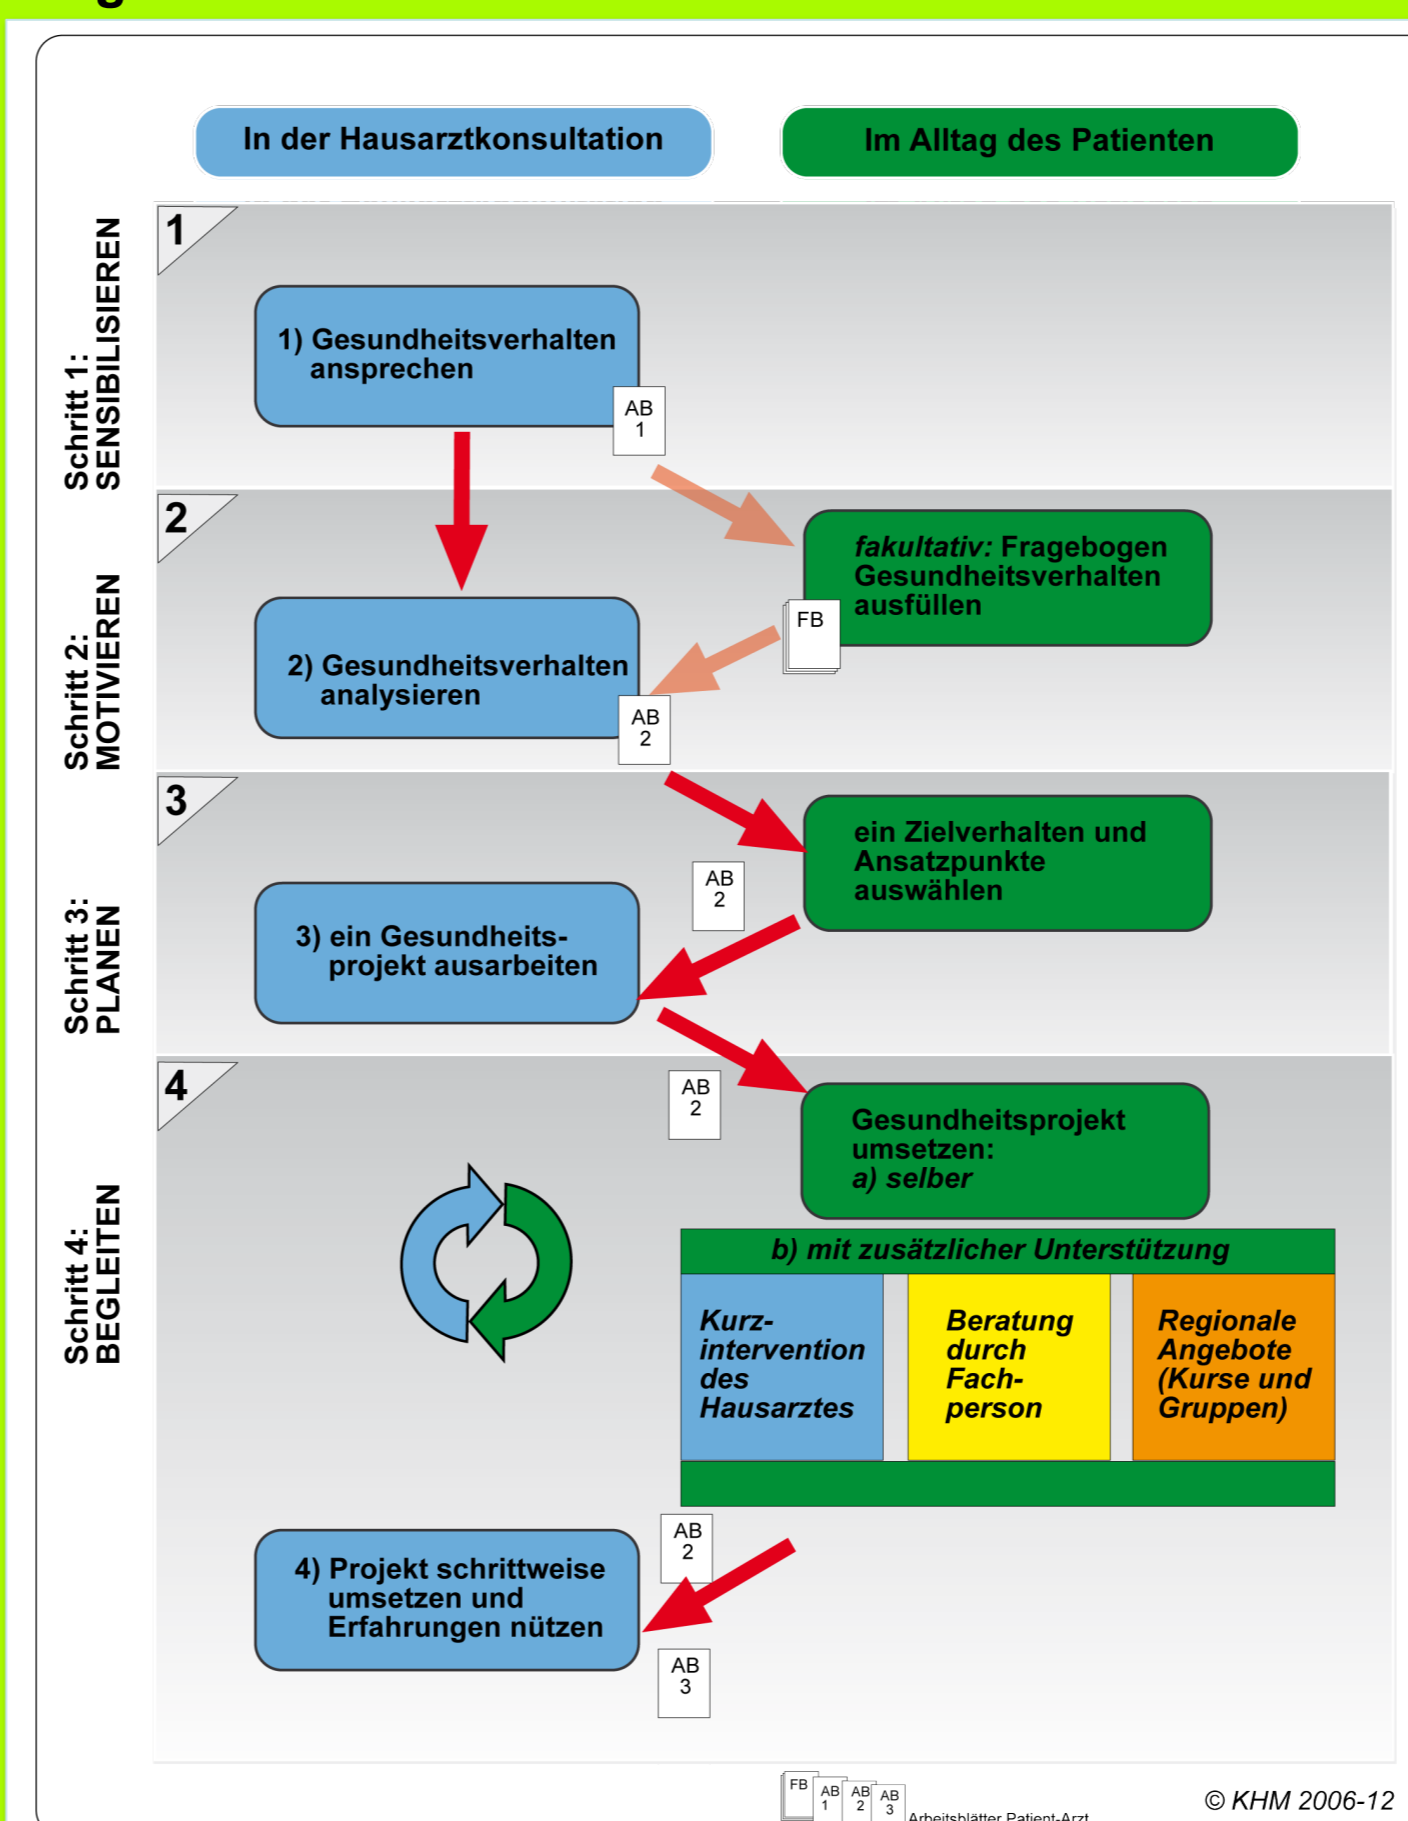 In der Hausarztkonsultation
Im Alltag des Patienten
Schritt 1:
SENSIBILISIEREN
1
1) Gesundheitsverhalten
ansprechen
AB
1
Schritt 2:
MOTIVIEREN
2
fakultativ: Fragebogen
Gesundheitsverhalten
ausfüllen
FB
2) Gesundheitsverhalten
analysieren
AB
2
Schritt 3:
PLANEN
3
ein Zielverhalten und
Ansatzpunkte
auswählen
AB
2
3) ein Gesundheits-
projekt ausarbeiten
Schritt 4:
BEGLEITEN
4
AB
2
Gesundheitsprojekt
umsetzen:
a) selber
b) mit zusätzlicher Unterstützung
Kurz-
intervention
des
Hausarztes
Beratung
durch
Fach-
person
Regionale
Angebote
(Kurse und
Gruppen)
AB
2
4) Projekt schrittweise
umsetzen und
Erfahrungen nützen
AB
3
FB
AB
1
AB
2
AB
3
Arbeitsblätter Patient-Arzt
© KHM 2006-12